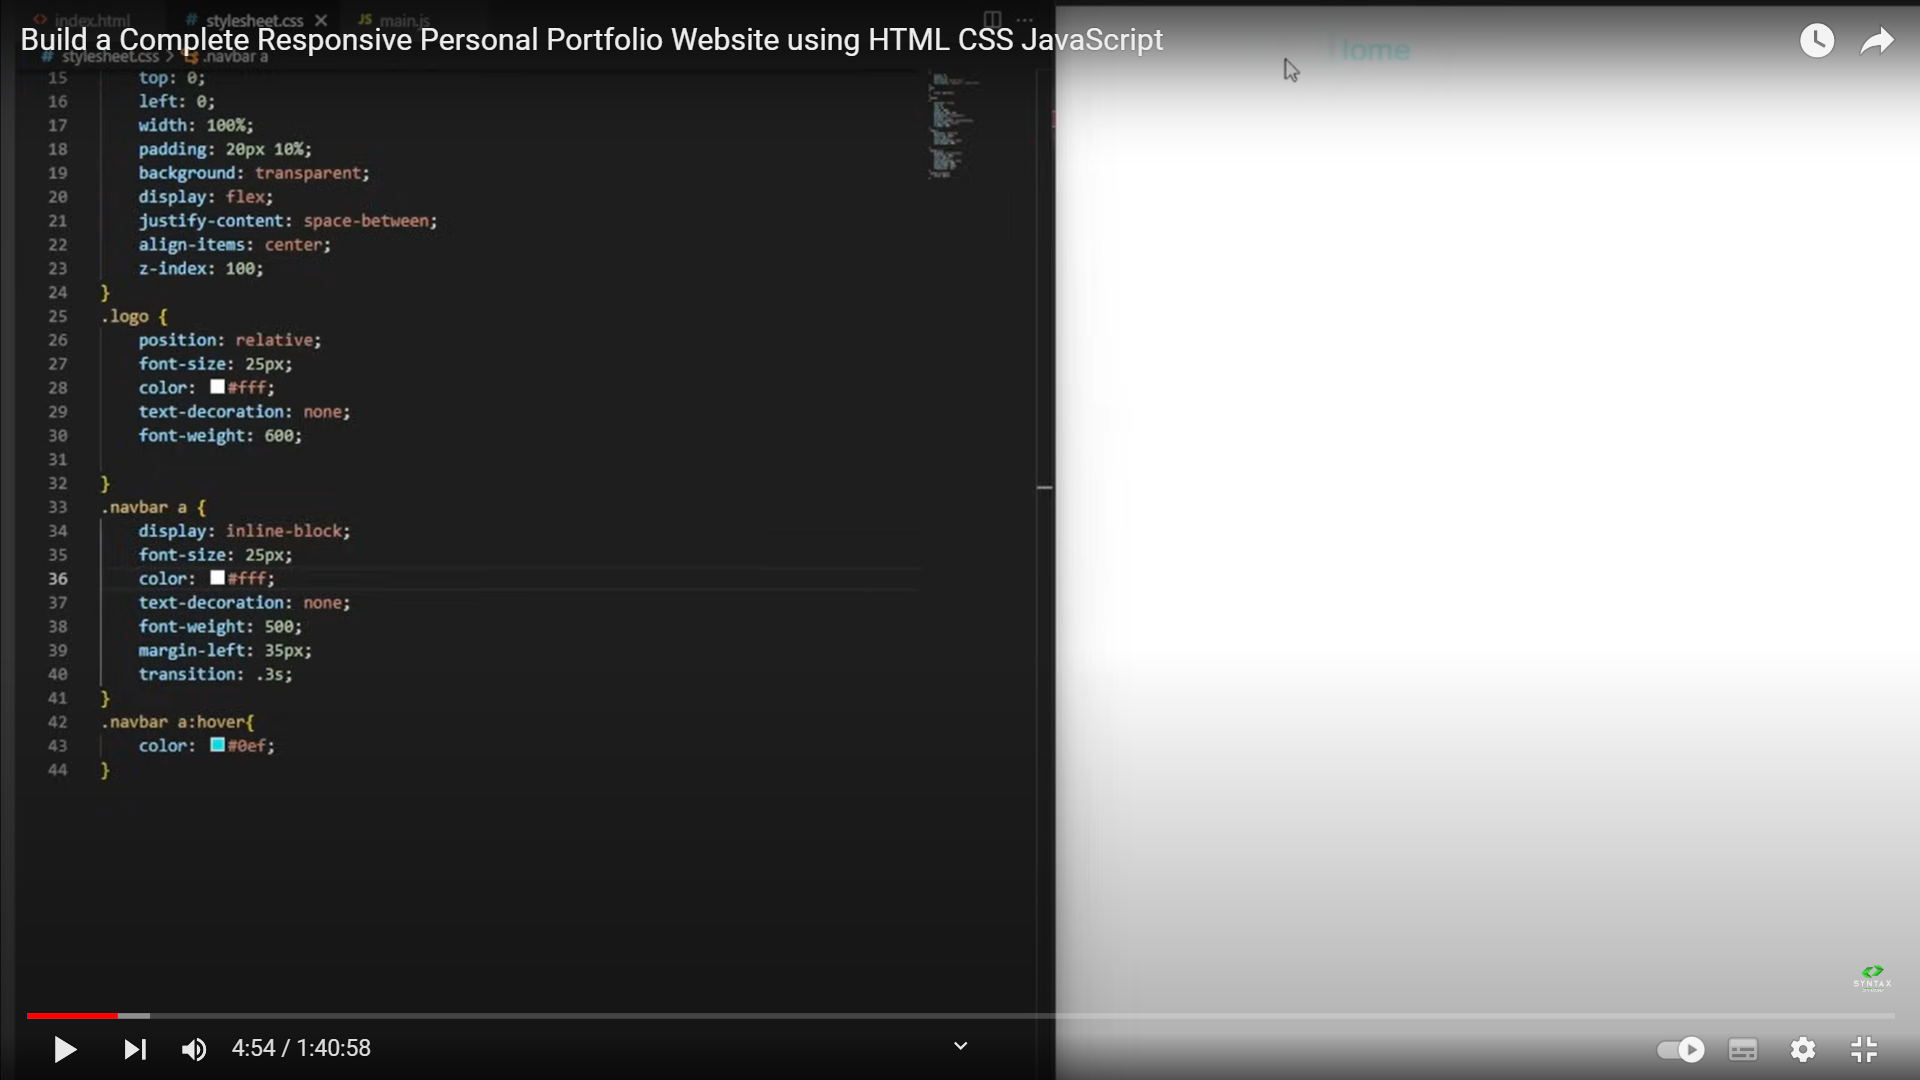 index.html
# stylesheet.css
JS main.js
Build a Complete Responsive Personal Portfolio Website using HTML CSS JavaScript
# stylesheet.css > .navbar a
15 top: 0;
16 left: 0;
17 width: 100%;
18 padding: 20px 10%;
19 background: transparent;
20 display: flex;
21 justify-content: space-between;
22 align-items: center;
23 z-index: 100;
24 }
25 .logo {
26 position: relative;
27 font-size: 25px;
28 color: #fff;
29 text-decoration: none;
30 font-weight: 600;
31
32 }
33 .navbar a {
34 display: inline-block;
35 font-size: 25px;
36 color: #fff;
37 text-decoration: none;
38 font-weight: 500;
39 margin-left: 35px;
40 transition: .3s;
41 }
42 .navbar a:hover{
43 color: #0ef;
44 }
Home
SYNTAX
4:54 / 1:40:58